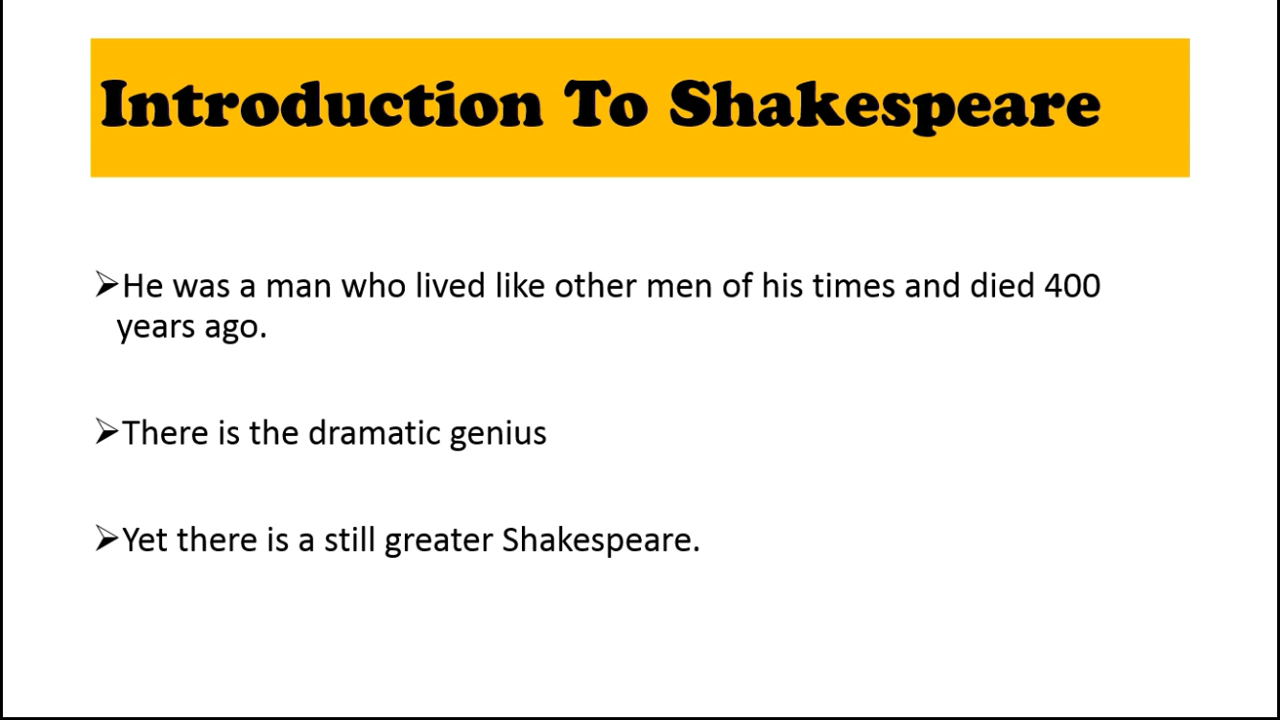 Introduction To Shakespeare
➢He was a man who lived like other men of his times and died 400
years ago.
➢There is the dramatic genius
➢Yet there is a still greater Shakespeare.